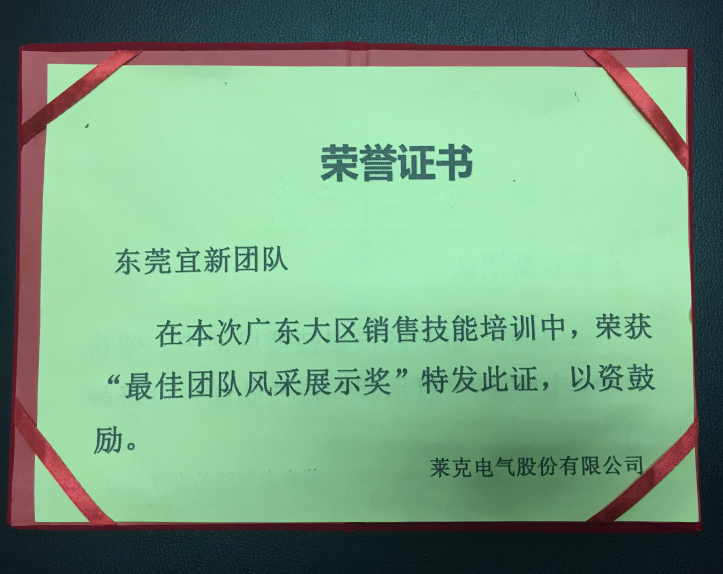 荣誉证书
东莞宜新团队
在本次广东大区销售技能培训中，荣获
“最佳团队风采展示奖”特发此证，以资鼓
励。
莱克电气股份有限公司